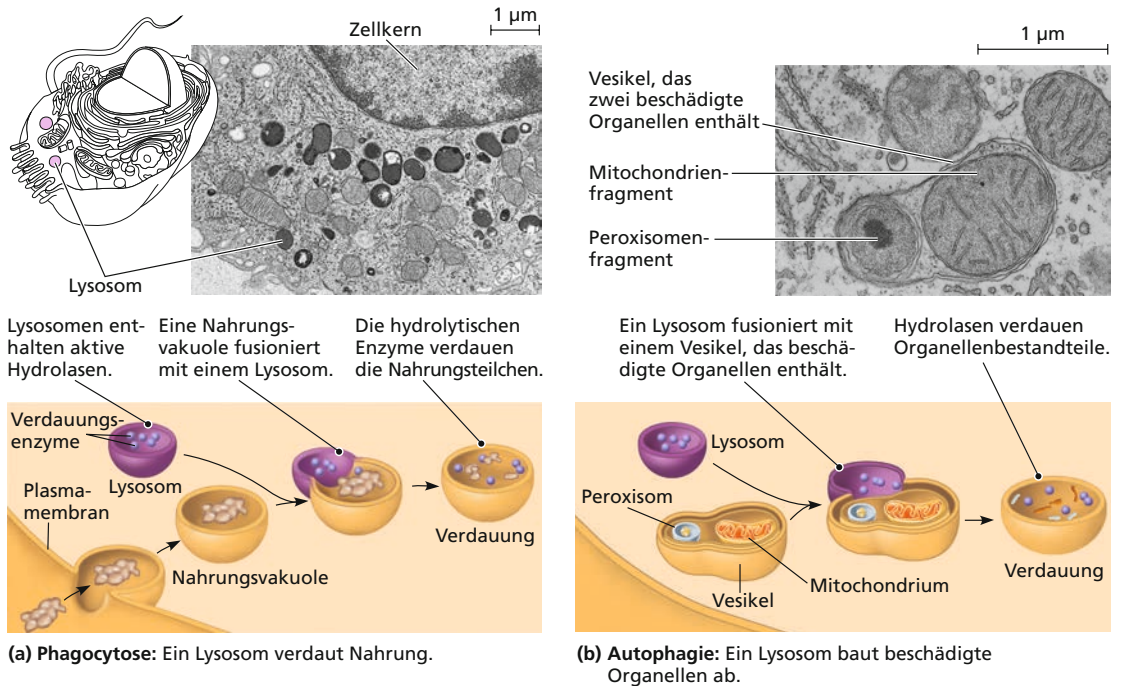 Zellkern
1 µm
Lysosom
1 µm
Vesikel, das
zwei beschädigte
Organellen enthält
Mitochondrien-
fragment
Peroxisomen-
fragment
Lysosomen ent-
halten aktive
Hydrolasen.
Eine Nahrungs-
vakuole fusioniert
mit einem Lysosom.
Die hydrolytischen
Enzyme verdauen
die Nahrungsteilchen.
Verdauungs-
enzyme
Lysosom
Plasma-
membran
Nahrungsvakuole
Verdauung
(a) Phagocytose: Ein Lysosom verdaut Nahrung.
Ein Lysosom fusioniert mit
einem Vesikel, das beschä-
digte Organellen enthält.
Hydrolasen verdauen
Organellenbestandteile.
Lysosom
Peroxisom
Vesikel
Mitochondrium
Verdauung
(b) Autophagie: Ein Lysosom baut beschädigte
Organellen ab.